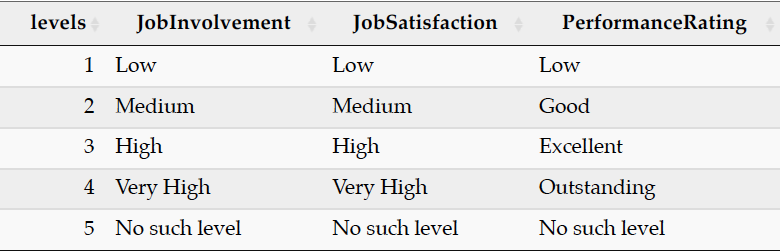 levels JobInvolvement JobSatisfaction PerformanceRating
1 Low Low Low
2 Medium Medium Good
3 High High Excellent
4 Very High Very High Outstanding
5 No such level No such level No such level